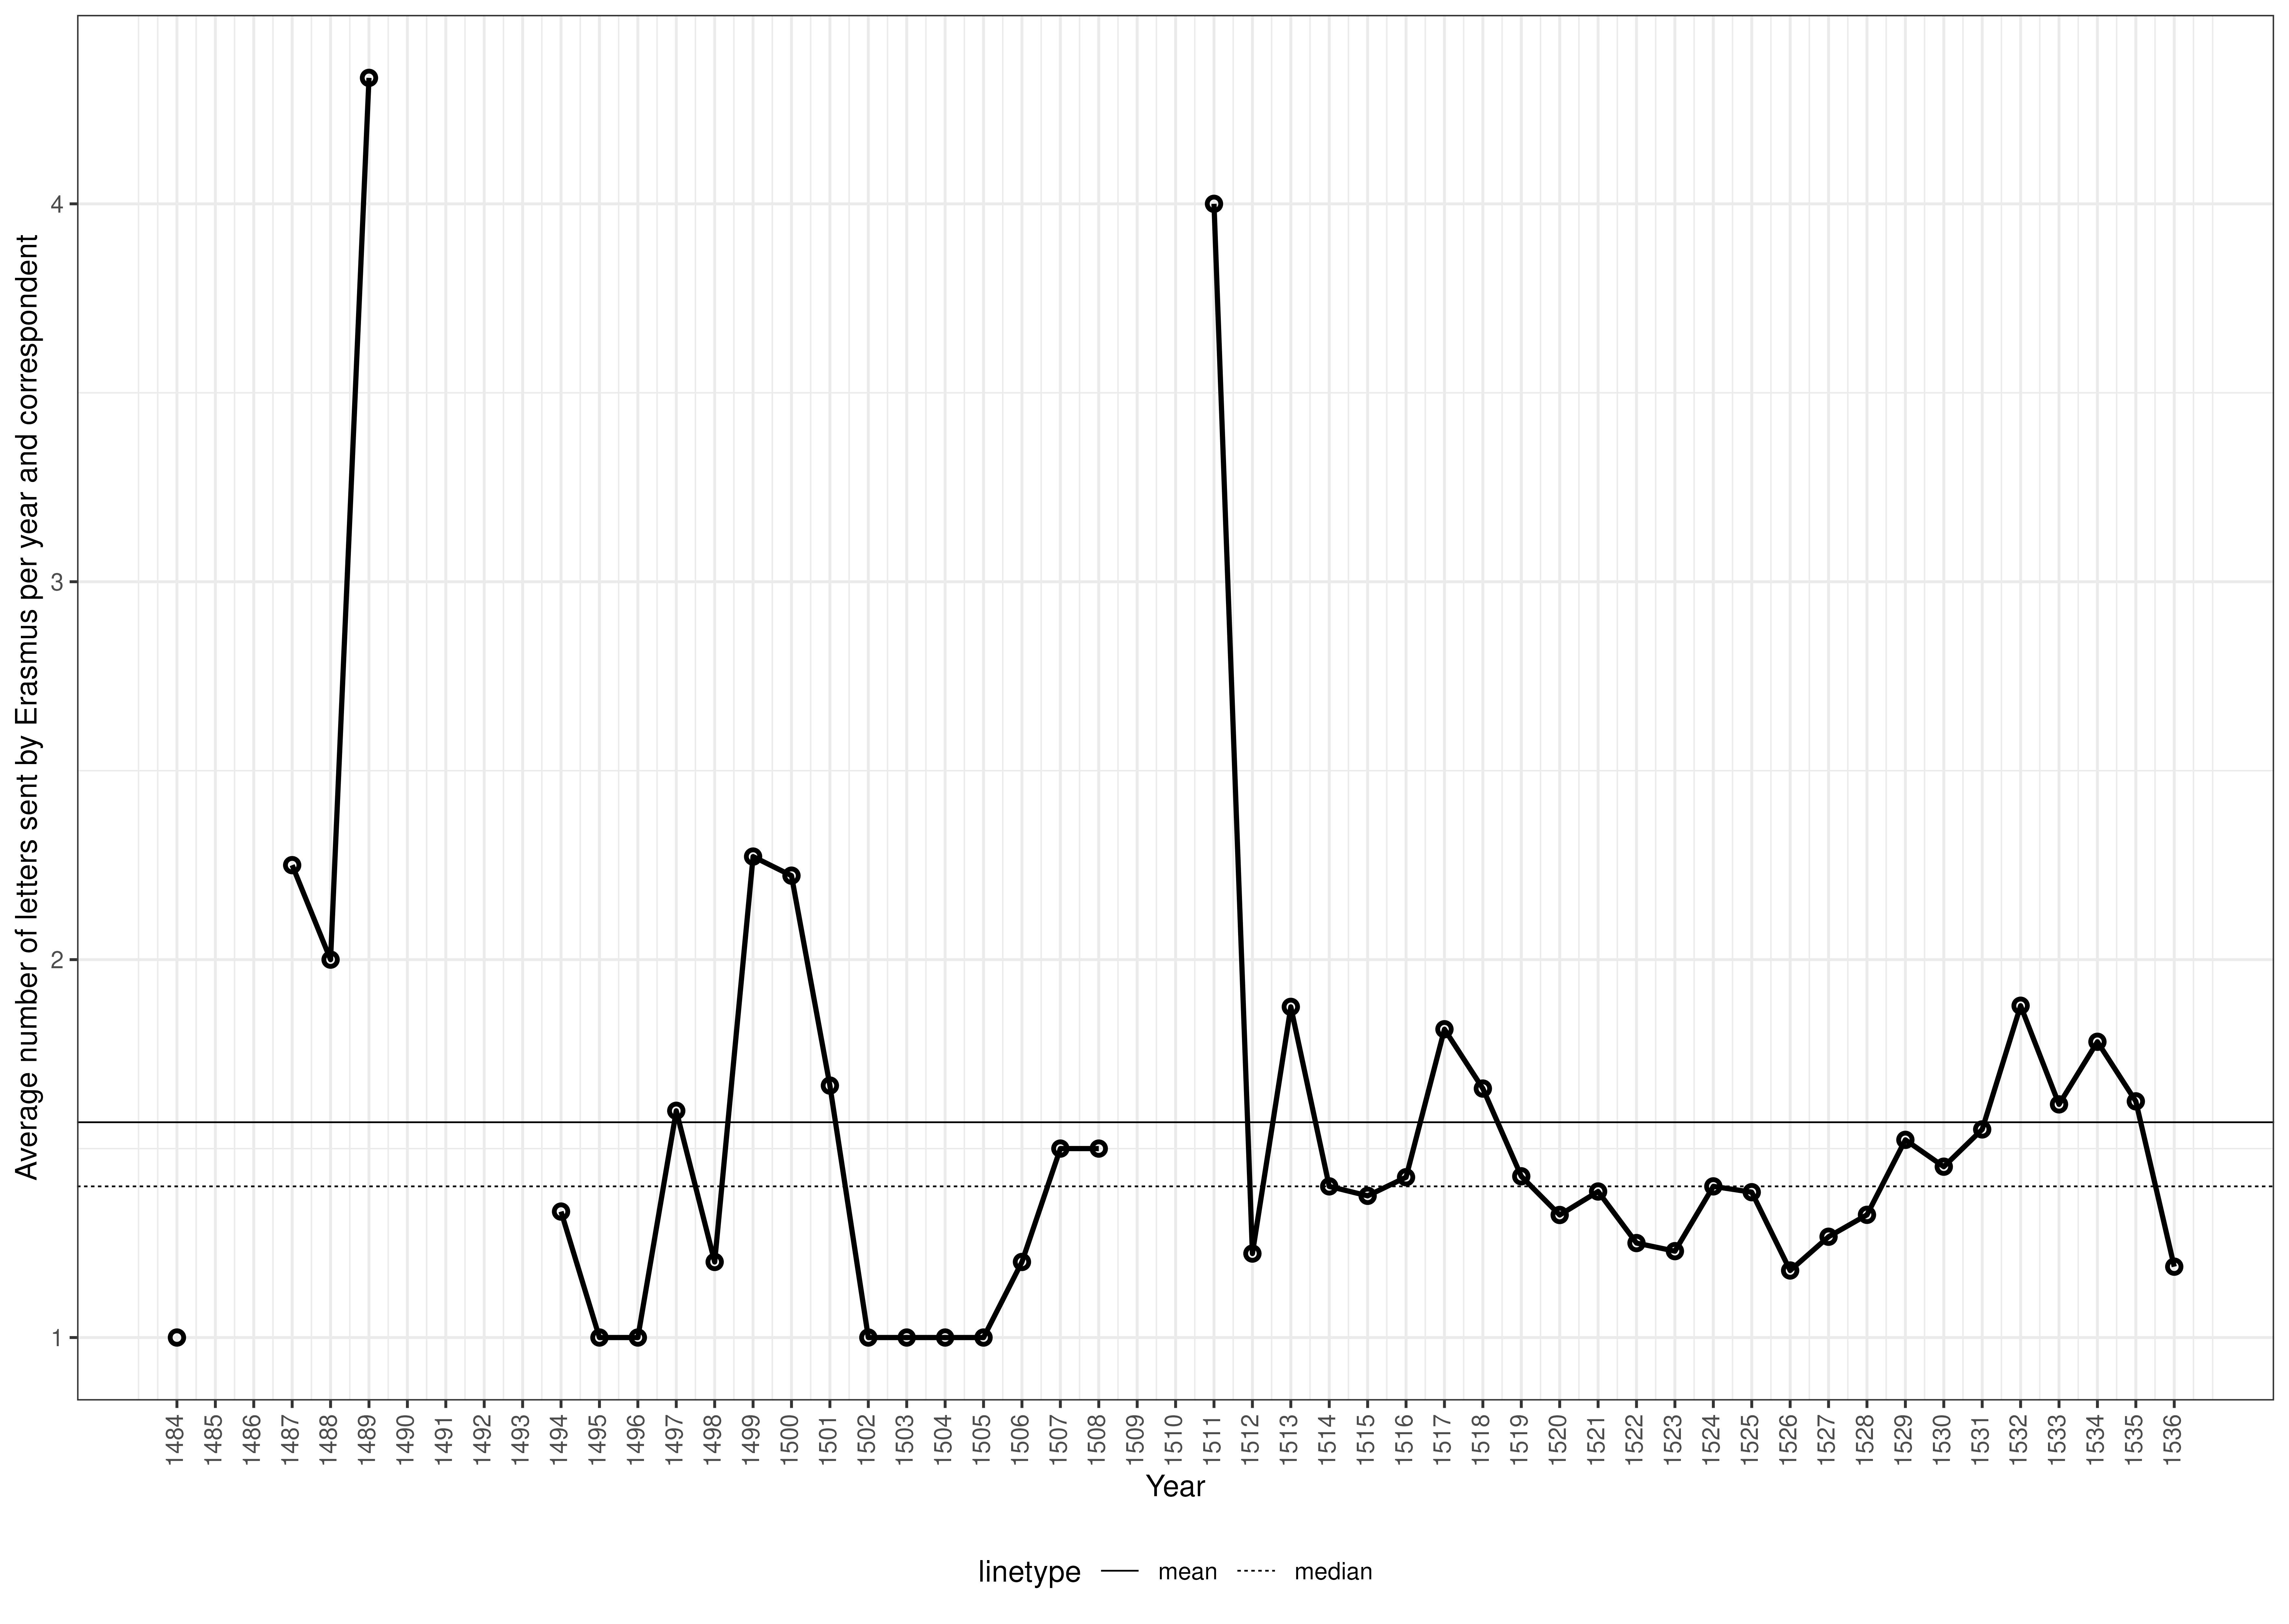 Average number of letters sent by Erasmus per year and correspondent
4
3
2
1
1484 1485 1486 1487 1488 1489 1490 1491 1492 1493 1494 1495 1496 1497 1498 1499 1500 1501 1502 1503 1504 1505 1506 1507 1508 1509 1510 1511 1512 1513 1514 1515 1516 1517 1518 1519 1520 1521 1522 1523 1524 1525 1526 1527 1528 1529 1530 1531 1532 1533 1534 1535 1536
Year
linetype mean median